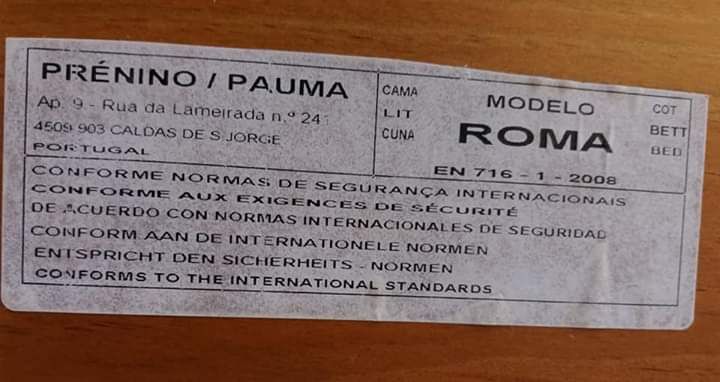 PRÉNINO / PAUMA
Ap. 9 - Rua da Lameirada n.º 241
4509 903 CALDAS DE S JORGE
PORTUGAL
CAMA
LIT
CUNA
MODELO
ROMA
EN 716 - 1 - 2008
COT
BETT
BED
CONFORME NORMAS DE SEGURANÇA INTERNACIONAIS
CONFORME AUX EXIGENCES DE SÉCURITÉ
DE ACUERDO CON NORMAS INTERNACIONALES DE SEGURIDAD
CONFORM AAN DE INTERNATIONELE NORMEN
ENTSPRICHT DEN SICHERHEITS - NORMEN
CONFORMS TO THE INTERNATIONAL STANDARDS